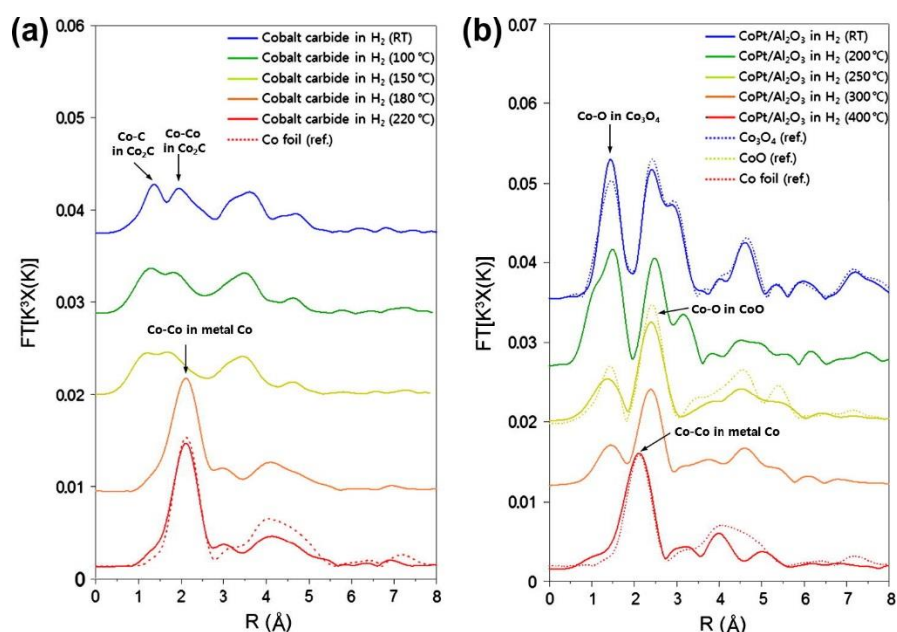 (a)
0.06
0.05
0.04
0.03
0.02
0.01
0
FT[K³X(K)]
Cobalt carbide in H₂ (RT)
Cobalt carbide in H₂ (100℃)
Cobalt carbide in H₂ (150℃)
Cobalt carbide in H₂ (180℃)
Cobalt carbide in H₂ (220℃)
Co foil (ref.)
Co-C
in Co₂C
Co-Co
in Co₂C
Co-Co in metal Co
0 1 2 3 4 5 6 7 8
R (Å)
(b)
0.07
0.06
0.05
0.04
0.03
0.02
0.01
0
FT[K³X(K)]
CoPt/Al₂O₃ in H₂ (RT)
CoPt/Al₂O₃ in H₂ (200℃)
CoPt/Al₂O₃ in H₂ (250℃)
CoPt/Al₂O₃ in H₂ (300℃)
CoPt/Al₂O₃ in H₂ (400℃)
Co₃O₄ (ref.)
CoO (ref.)
Co foil (ref.)
Co-O in Co₃O₄
Co-O in CoO
Co-Co in metal Co
0 1 2 3 4 5 6 7 8
R (Å)